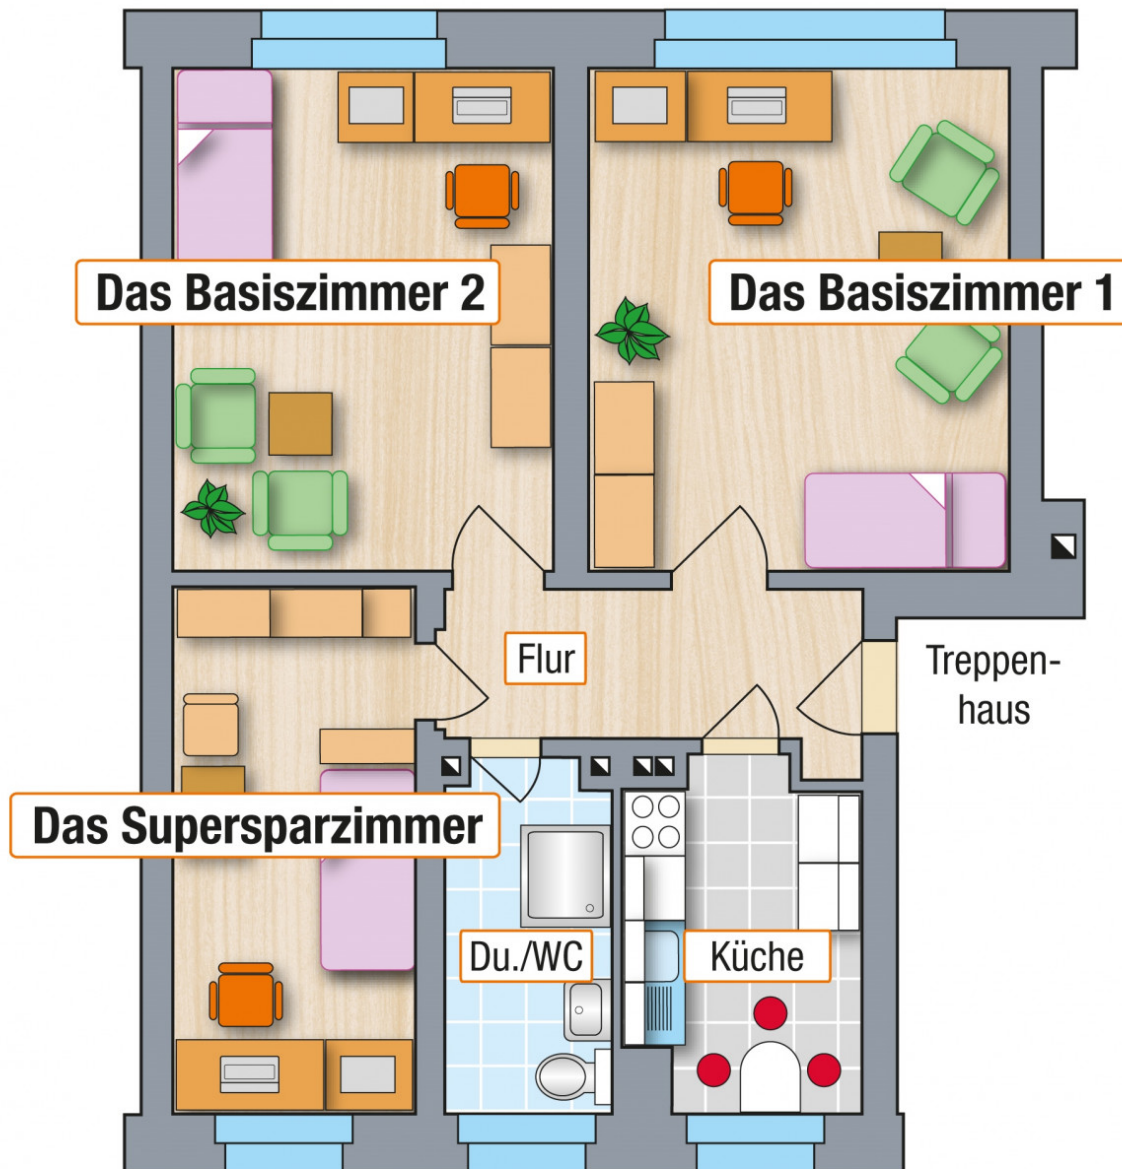 Das Basiszimmer 2
Das Basiszimmer 1
Flur
Treppen-
haus
Das Supersparzimmer
Du./WC
Küche